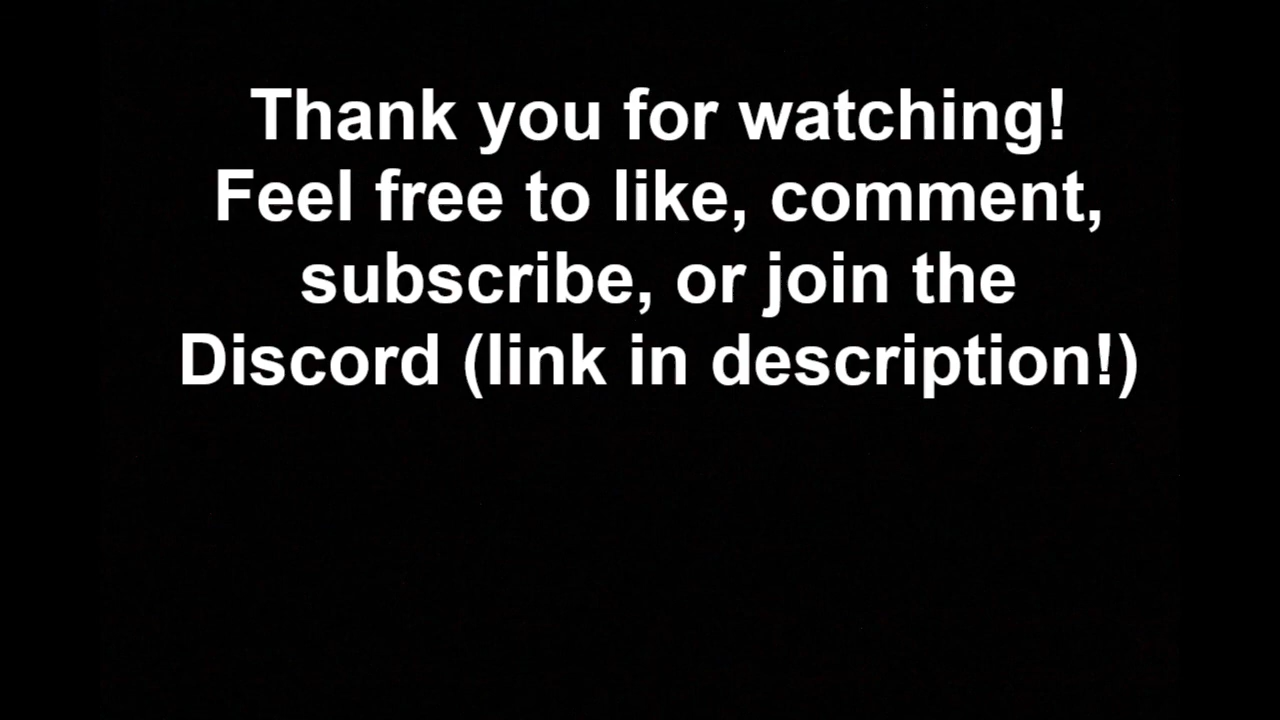 Thank you for watching!
Feel free to like, comment,
subscribe, or join the
Discord (link in description!)